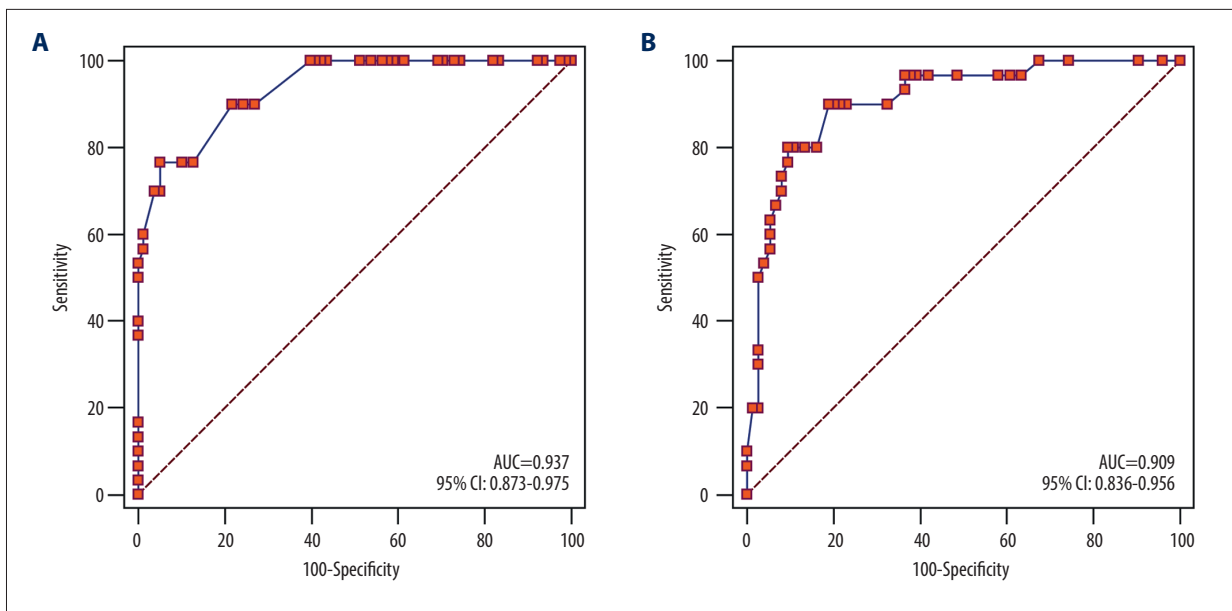 A
100
80
60
40
20
0
Sensitivity
AUC=0.937
95% CI: 0.873-0.975
0 20 40 60 80 100
100-Specificity
B
100
80
60
40
20
0
Sensitivity
AUC=0.909
95% CI: 0.836-0.956
0 20 40 60 80 100
100-Specificity